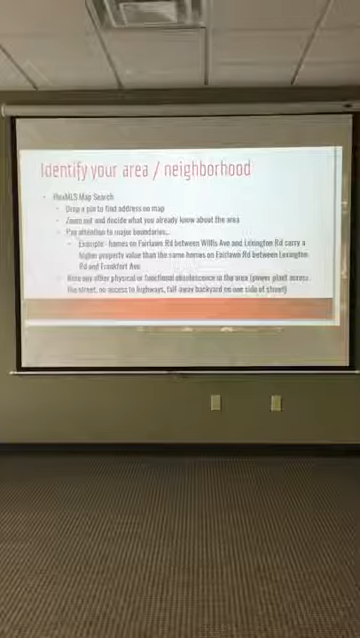 Identify your area / neighborhood
FlexMLS Map Search
Drop a pin to find address on map
Zoom out and decide what you already know about the area
Pay attention to major boundaries...
Example- homes on Fairlawn Rd between Willis Ave and Lexington Rd carry a
higher property value than the same homes on Fairlawn Rd between Lexington
Rd and Frankfort Ave
Note any other physical or functional obsolescence in the area (power plant across
the street, no access to highways, fall-away backyard on one side of street)